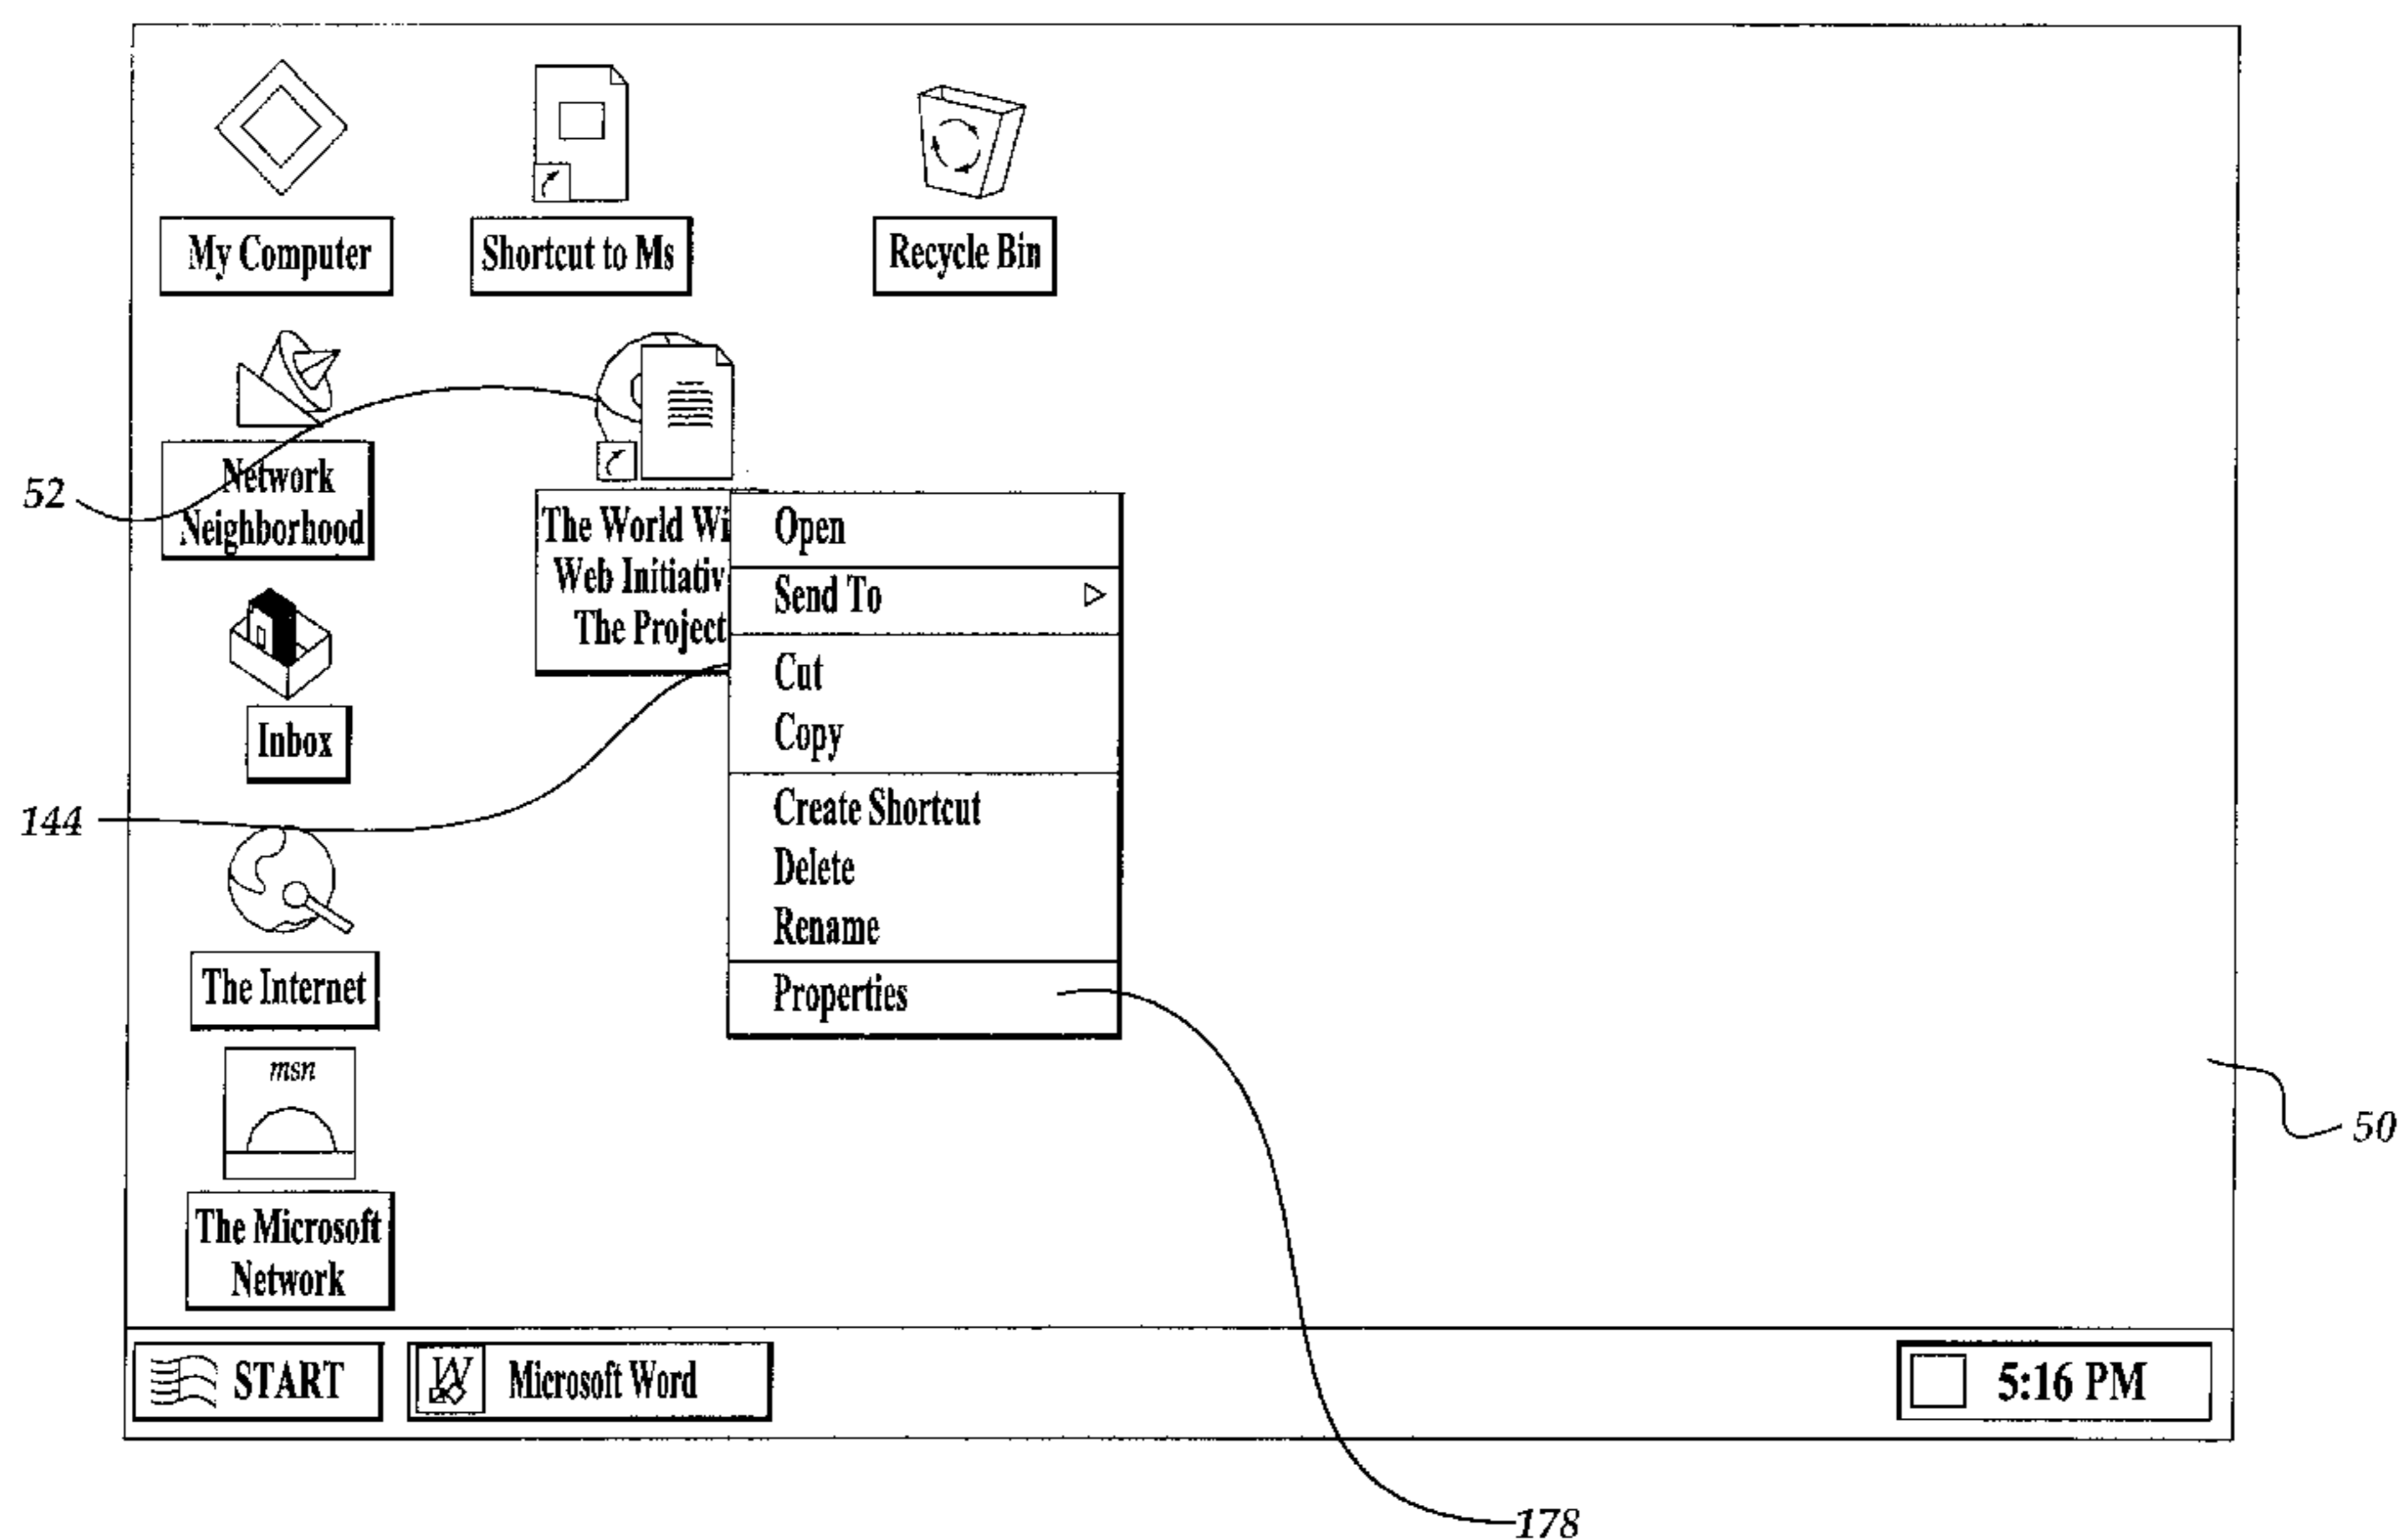 My Computer
Shortcut to Ms
Recycle Bin
52
Network
Neighborhood
The World Wi
Web Initiativ
The Project
Open
Send To
Cut
Copy
Create Shortcut
Delete
Rename
Properties
Inbox
144
The Internet
msn
The Microsoft
Network
50
START
W
Microsoft Word
5:16 PM
178